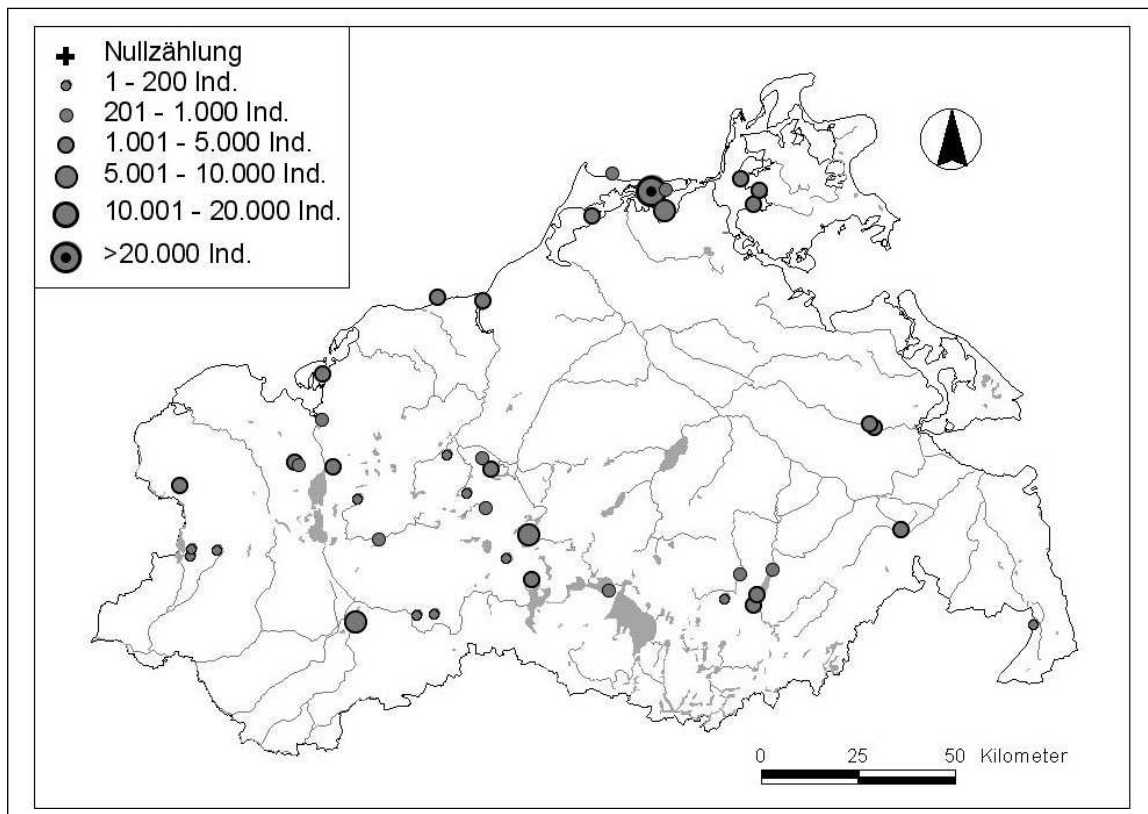 Nullzählung
1 - 200 Ind.
201 - 1.000 Ind.
1.001 - 5.000 Ind.
5.001 - 10.000 Ind.
10.001 - 20.000 Ind.
>20.000 Ind.
0 25 50 Kilometer